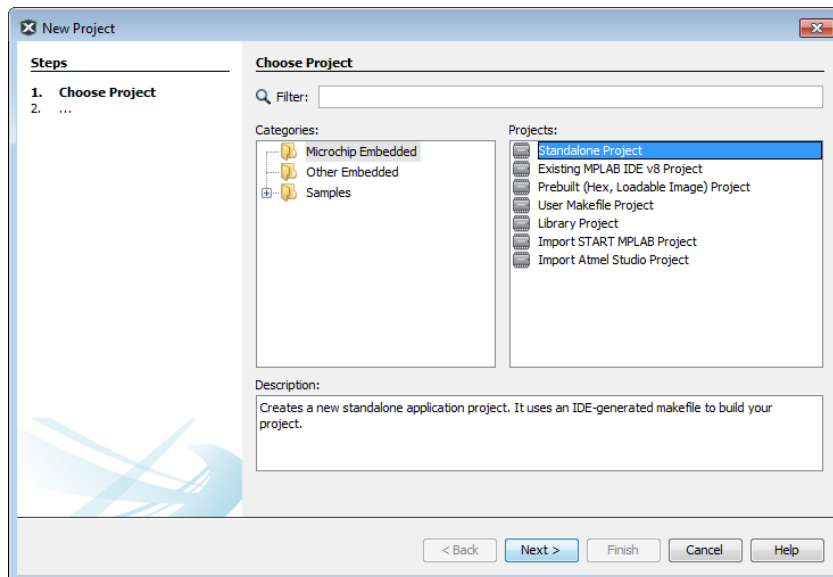 New Project
Steps
1. Choose Project
2. ...
Choose Project
Filter:
Categories:
Microchip Embedded
Other Embedded
Samples
Projects:
Standalone Project
Existing MPLAB IDE v8 Project
Prebuilt (Hex, Loadable Image) Project
User Makefile Project
Library Project
Import START MPLAB Project
Import Atmel Studio Project
Description:
Creates a new standalone application project. It uses an IDE-generated makefile to build your
project.
< Back
Next >
Finish
Cancel
Help